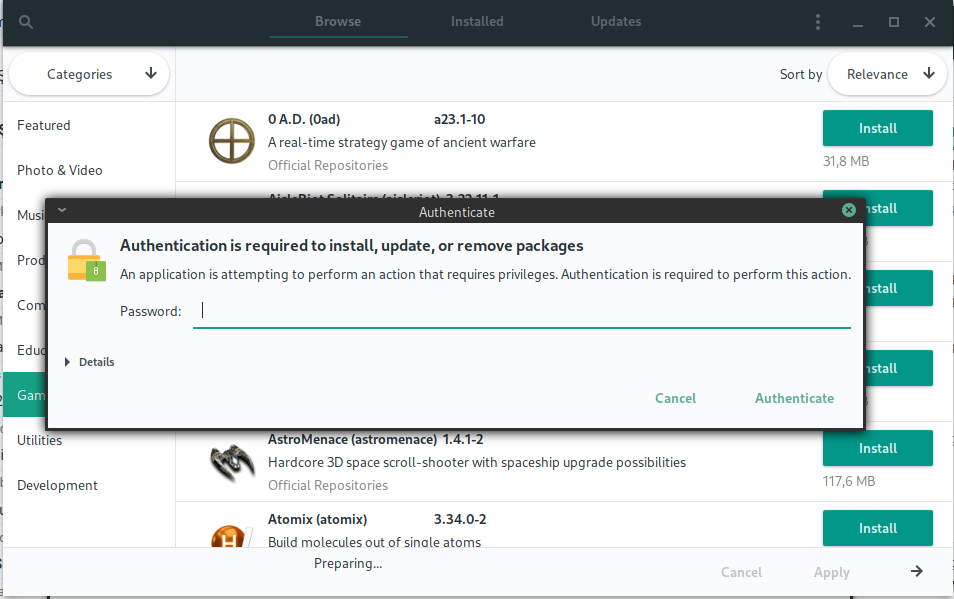 Browse
Installed
Updates
Categories
Sort by
Relevance
Featured
Photo & Video
Musi
Prod
Com
Educ
Gam
Utilities
Development
0 A.D. (0ad) a23.1-10
A real-time strategy game of ancient warfare
Official Repositories
Install
31,8 MB
nstall
nstall
nstall
Authenticate
Authentication is required to install, update, or remove packages
An application is attempting to perform an action that requires privileges. Authentication is required to perform this action.
Password:
Details
Cancel
Authenticate
AstroMenace (astromenace) 1.4.1-2
Hardcore 3D space scroll-shooter with spaceship upgrade possibilities
Official Repositories
Install
117,6 MB
Atomix (atomix) 3.34.0-2
Build molecules out of single atoms
Install
Preparing...
Cancel
Apply